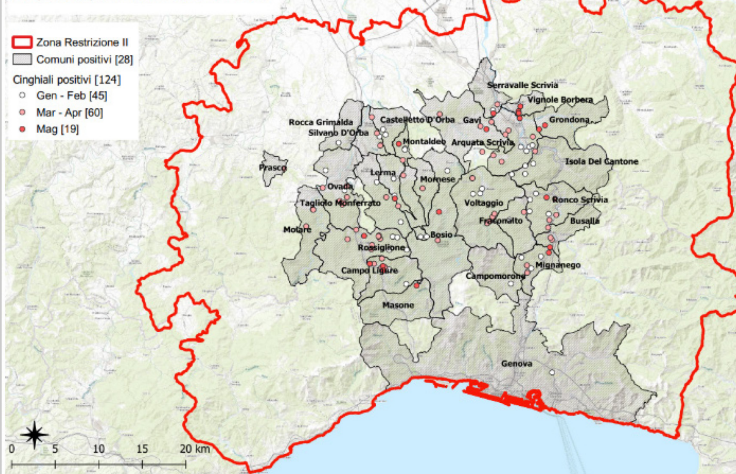 Zona Restrizione II
Comuni positivi [28]
Cinghiali positivi [124]
Gen - Feb [45]
Mar - Apr [60]
Mag [19]
Serravalle Scrivia
Vignole Borbera
Rocca Grimalda
Castelletto D'Orba
Gavi
Grondona
Silvano D'Orba
Montaldeo
Arquata Scrivia
Prasco
Lerma
Isola Del Cantone
Ovada
Mornese
Tagliolo Monferrato
Voltaggio
Ronco Scrivia
Molare
Fraconalto
Busalla
Rossiglione
Bosio
Campo Ligure
Campomorone
Mignanego
Masone
Genova
0 5 10 15 20 km